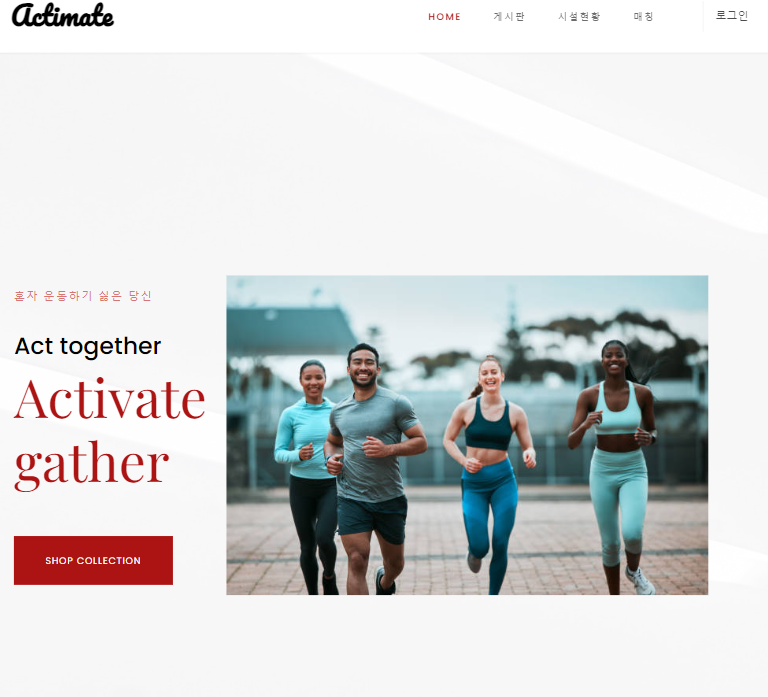 Actimate
HOME 게시판 시설현황 매칭 로그인
혼자 운동하기 싫은 당신
Act together
Activate
gather
SHOP COLLECTION